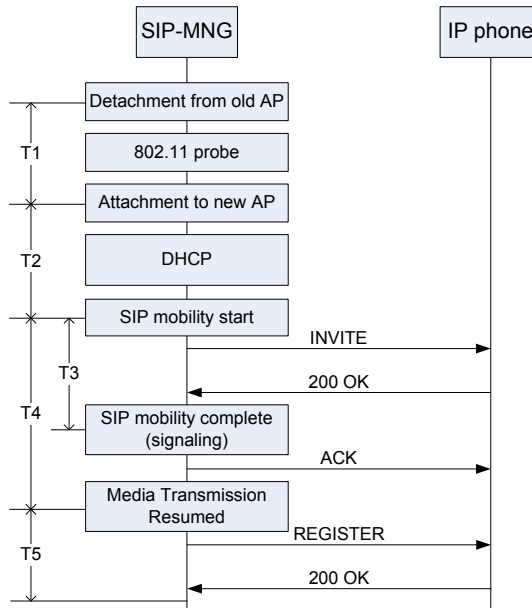 SIP-MNG
IP phone
Detachment from old AP
T1
802.11 probe
Attachment to new AP
T2
DHCP
SIP mobility start
INVITE
T3
200 OK
T4
SIP mobility complete
(signaling)
ACK
Media Transmission
Resumed
REGISTER
T5
200 OK